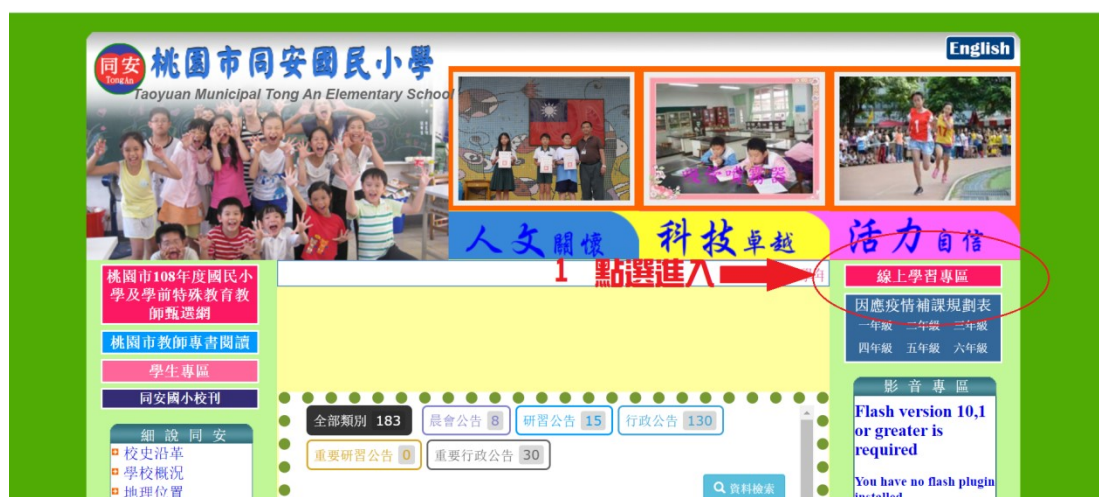 English
同安
TongAn
桃園市同安國民小學
Taoyuan Municipal Tong An Elementary School
人文關懷
科技卓越
活力自信
桃園市108年度國民小
學及學前特殊教育教
師甄選網
桃園市教師專書閱讀
學生專區
同安國小校刊
細說同安
校史沿革
學校概況
地理位置
1 點選進入
全部類別 183
晨會公告 8
研習公告 15
行政公告 130
重要研習公告 0
重要行政公告 30
資料檢索
線上學習專區
因應疫情補課規劃表
一年級 二年級 三年級
四年級 五年級 六年級
影音專區
Flash version 10,1
or greater is
required
You have no flash plugin
installed